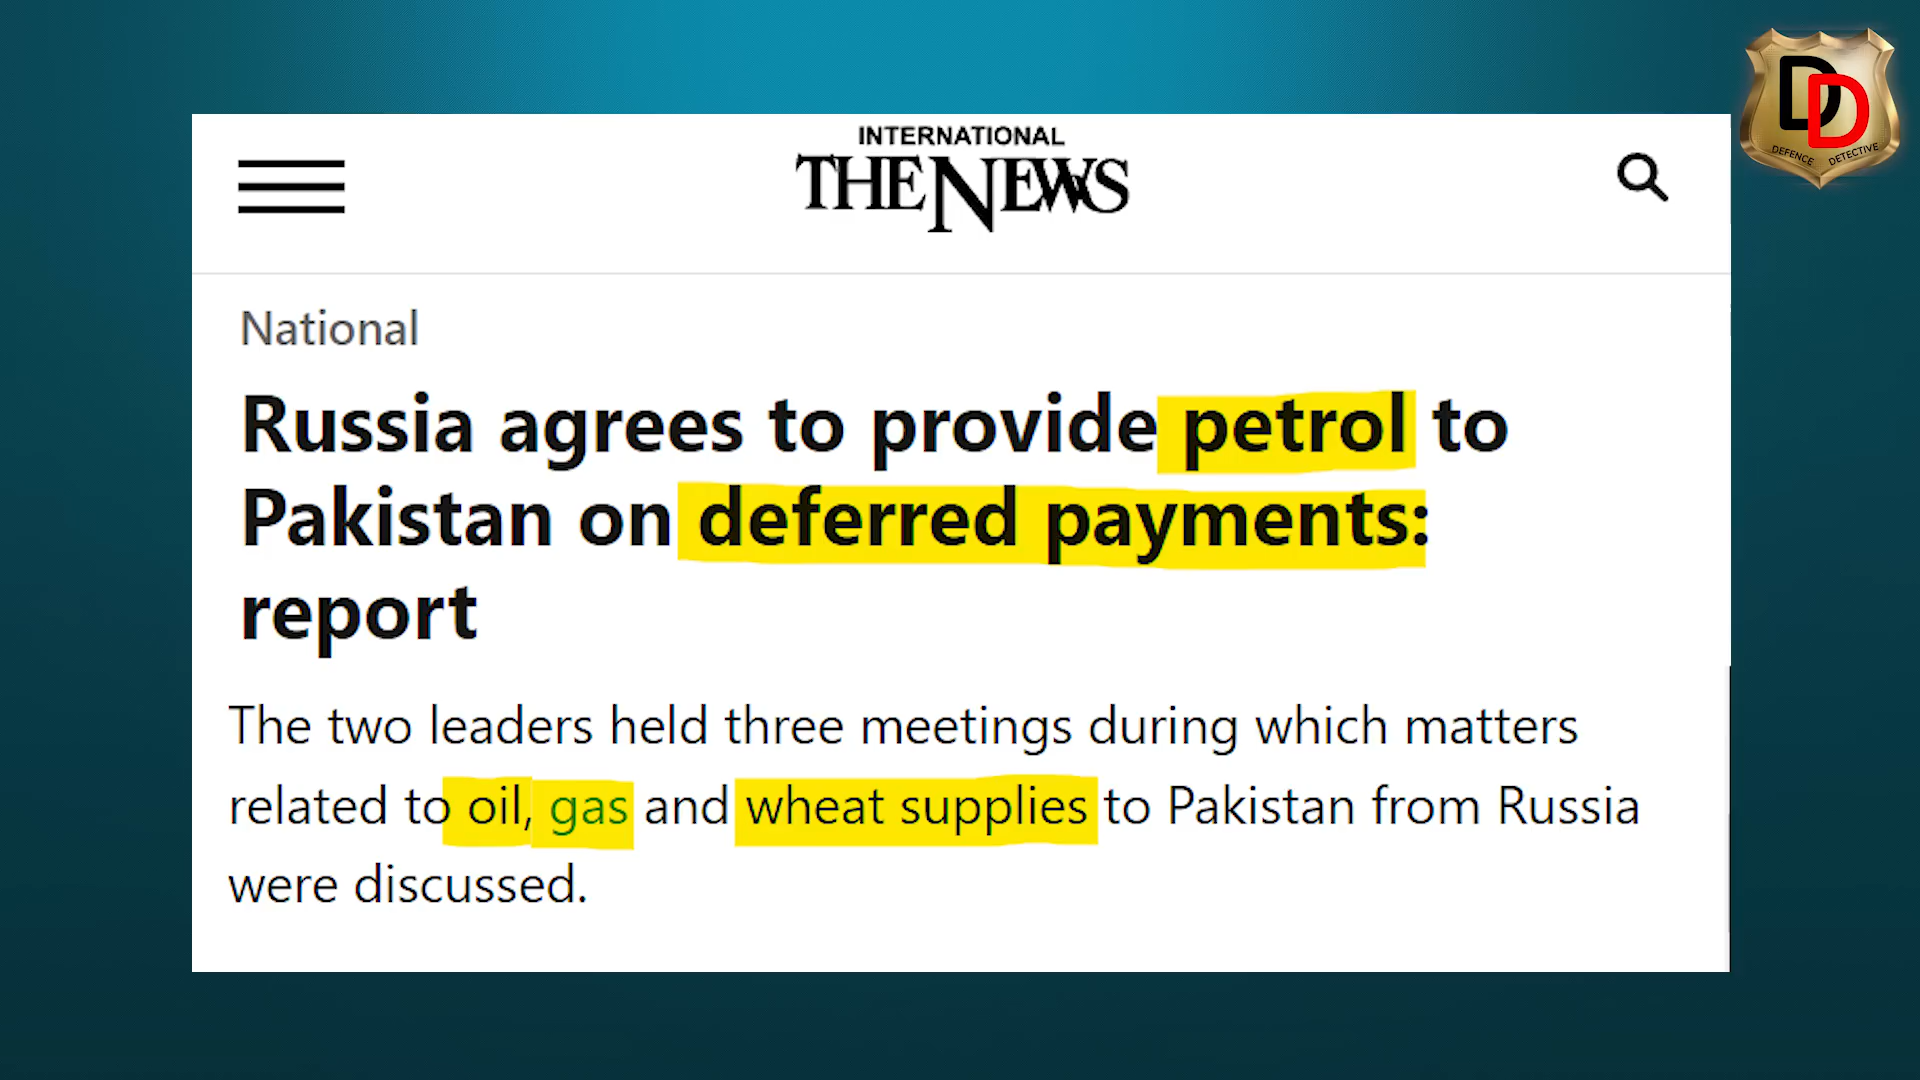 DD
DEFENCE DETECTIVE
INTERNATIONAL
THE NEWS
National
Russia agrees to provide petrol to
Pakistan on deferred payments:
report
The two leaders held three meetings during which matters
related to oil, gas and wheat supplies to Pakistan from Russia
were discussed.